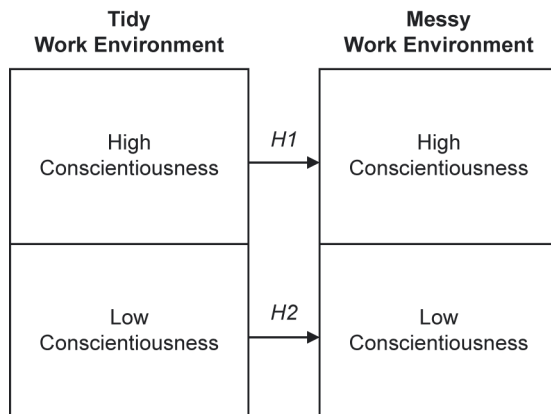 Tidy
Work Environment
Messy
Work Environment
High
Conscientiousness
H1
High
Conscientiousness
Low
Conscientiousness
H2
Low
Conscientiousness